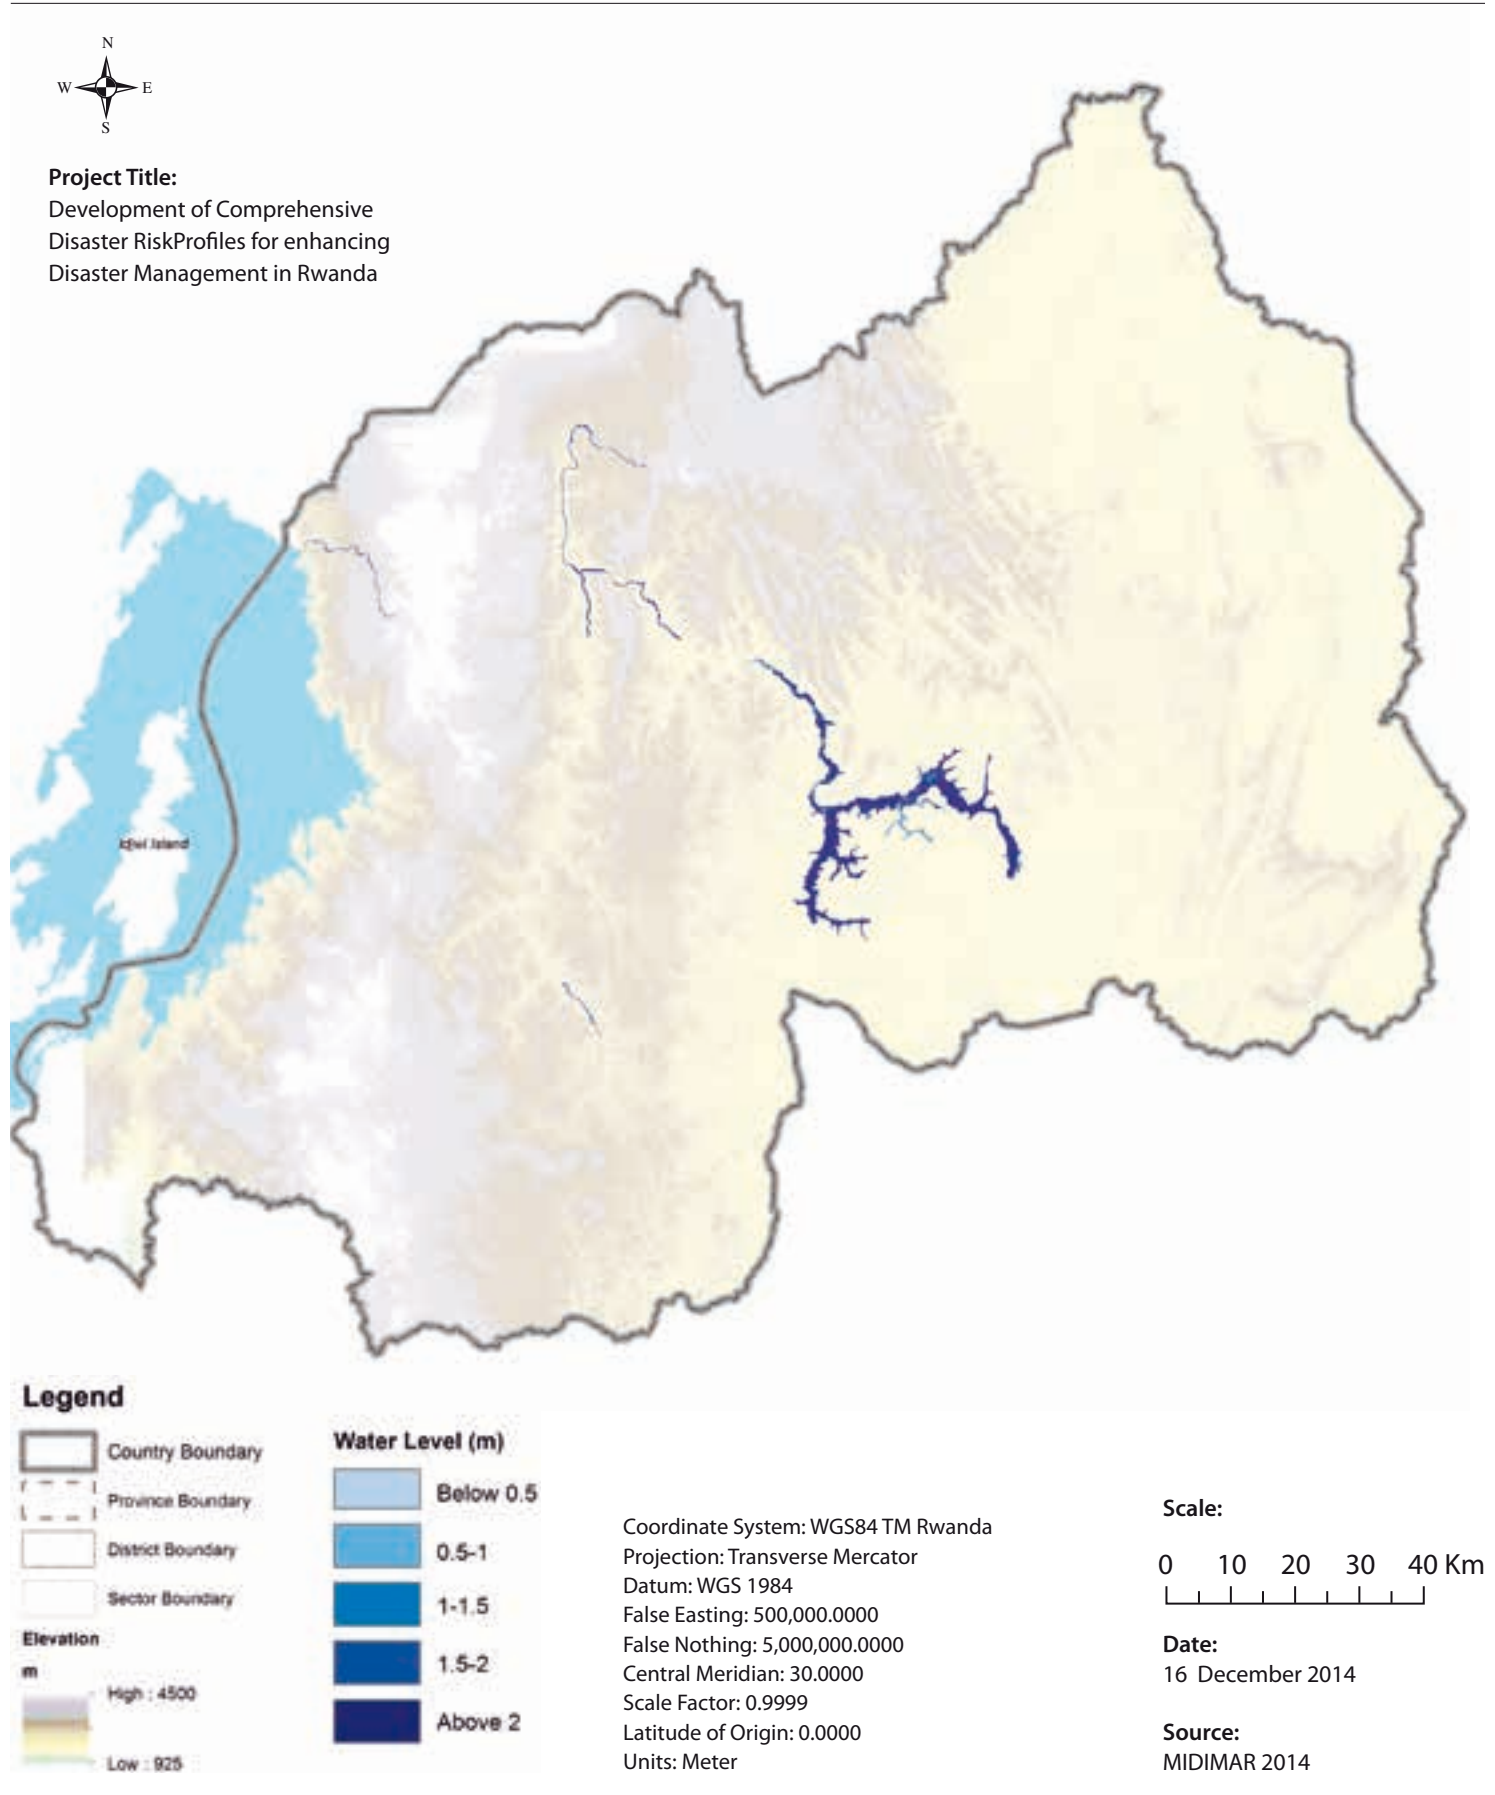 N
W E
S
Project Title:
Development of Comprehensive
Disaster RiskProfiles for enhancing
Disaster Management in Rwanda
Idjwi Island
Legend
Country Boundary
Province Boundary
District Boundary
Sector Boundary
Elevation
m
High : 4500
Low : 925
Water Level (m)
Below 0.5
0.5-1
1-1.5
1.5-2
Above 2
Coordinate System: WGS84 TM Rwanda
Projection: Transverse Mercator
Datum: WGS 1984
False Easting: 500,000.0000
False Nothing: 5,000,000.0000
Central Meridian: 30.0000
Scale Factor: 0.9999
Latitude of Origin: 0.0000
Units: Meter
Scale:
0 10 20 30 40 Km
Date:
16 December 2014
Source:
MIDIMAR 2014